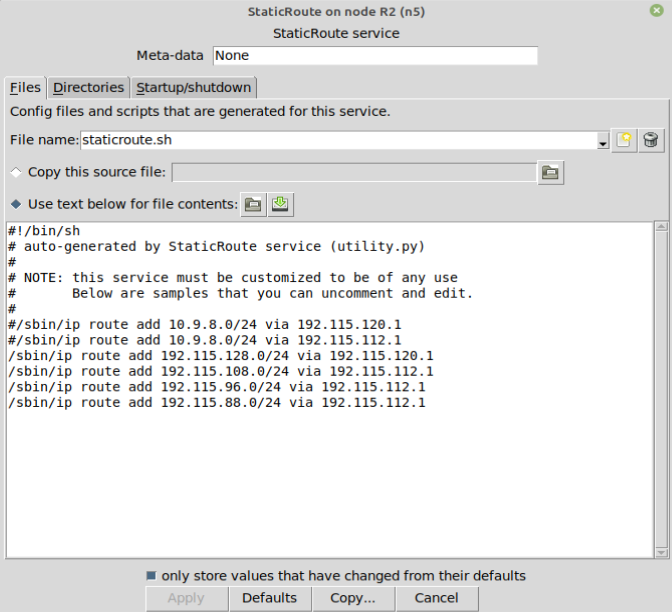 StaticRoute on node R2 (n5)
StaticRoute service
Meta-data None
Files Directories Startup/shutdown
Config files and scripts that are generated for this service.
File name: staticroute.sh
Copy this source file:
Use text below for file contents:
#!/bin/sh
# auto-generated by StaticRoute service (utility.py)
#
# NOTE: this service must be customized to be of any use
#       Below are samples that you can uncomment and edit.
#
#/sbin/ip route add 10.9.8.0/24 via 192.115.120.1
#/sbin/ip route add 10.9.8.0/24 via 192.115.112.1
/sbin/ip route add 192.115.128.0/24 via 192.115.120.1
/sbin/ip route add 192.115.108.0/24 via 192.115.112.1
/sbin/ip route add 192.115.96.0/24 via 192.115.112.1
/sbin/ip route add 192.115.88.0/24 via 192.115.112.1
only store values that have changed from their defaults
Apply Defaults Copy... Cancel